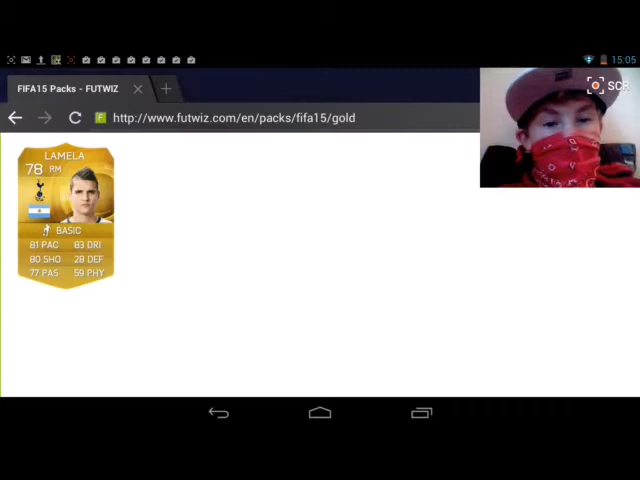 15:05
FIFA15 Packs - FUTWIZ
http://www.futwiz.com/en/packs/fifa15/gold
SCR
LAMELA
78 RM
BASIC
81 PAC 83 DRI
80 SHO 28 DEF
77 PAS 59 PHY